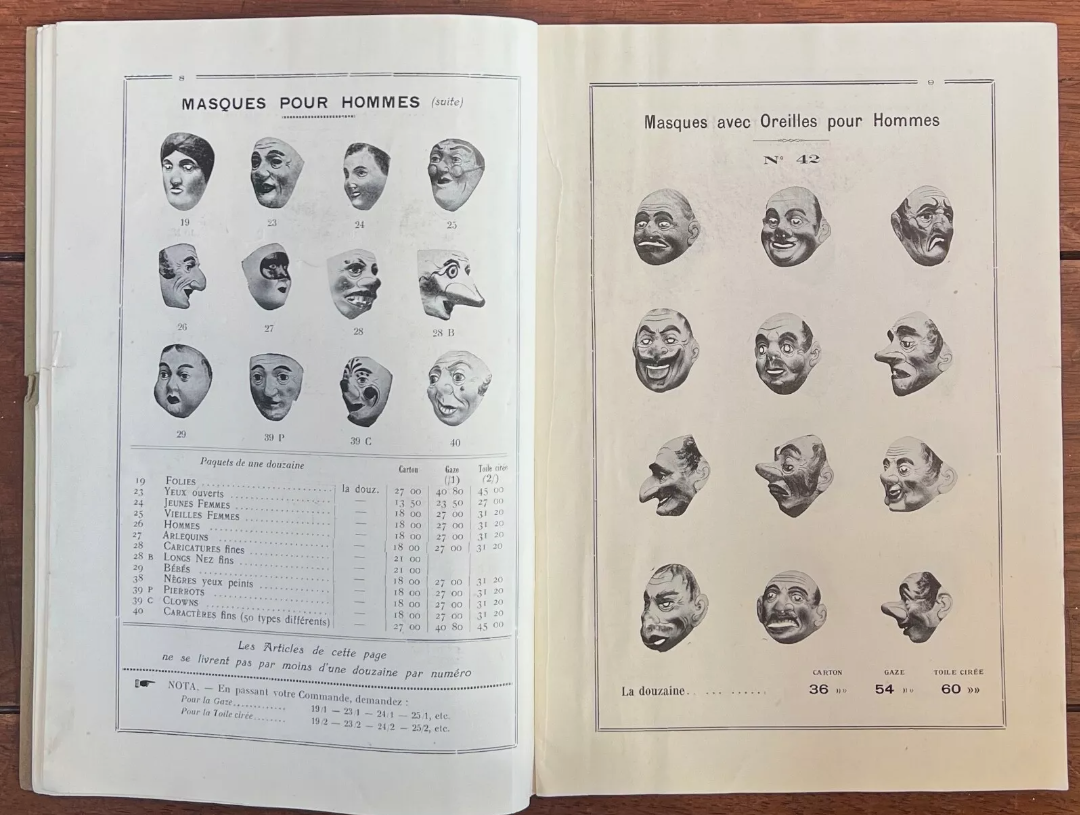 8
MASQUES POUR HOMMES (suite)
19
23
24
25
26
27
28
28 B
29
39 P
39 C
40
Paquets de une douzaine
Carton
Gaze (/1)
Toile cirée (2/)
19 FOLIES la douz. 27 00 40 80 45 00
23 Yeux ouverts — 13 50 23 50 27 00
24 JEUNES FEMMES — 18 00 27 00 31 20
25 VIEILLES FEMMES — 18 00 27 00 31 20
26 HOMMES — 18 00 27 00 31 20
27 ARLEQUINS — 18 00 27 00 31 20
28 CARICATURES fines — 21 00
28 B LONGS NEZ fins — 21 00
29 BÉBÉS — 18 00 27 00 31 20
38 NÈGRES yeux peints — 18 00 27 00 31 20
39 P PIERROTS — 18 00 27 00 31 20
39 C CLOWNS — 18 00 27 00 31 20
40 CARACTÈRES fins (50 types différents) — 27 00 40 80 45 00
Les Articles de cette page
ne se livrent pas par moins d'une douzaine par numéro
NOTA. — En passant votre Commande, demandez :
Pour la Gaze............. 19/1 — 23/1 — 24/1 — 25/1, etc.
Pour la Toile cirée........ 19/2 — 23/2 — 24/2 — 25/2, etc.
9
Masques avec Oreilles pour Hommes
N° 42
CARTON GAZE TOILE CIRÉE
La douzaine. . ... ....... 36 »» 54 »» 60 »»